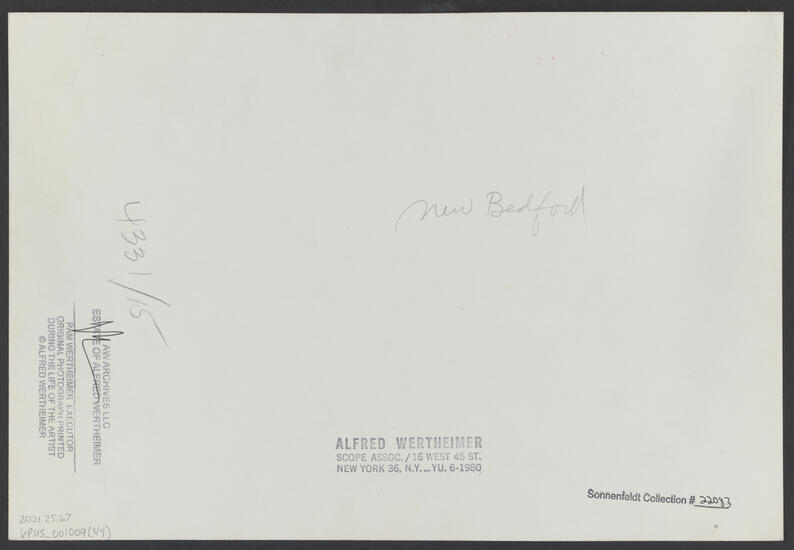 New Bedford
4331/15
AW ARCHIVES LLC
ESTATE OF ALFRED WERTHEIMER
PAM WERTHEIMER, EXECUTOR
ORIGINAL PHOTOGRAPH PRINTED
DURING THE LIFE OF THE ARTIST
© ALFRED WERTHEIMER
ALFRED WERTHEIMER
SCOPE ASSOC. / 16 WEST 45 ST.
NEW YORK 36, N.Y.... YU. 6-1980
Sonnenfeldt Collection # 22093
2021.25.67
VPUS_001009(3/4)